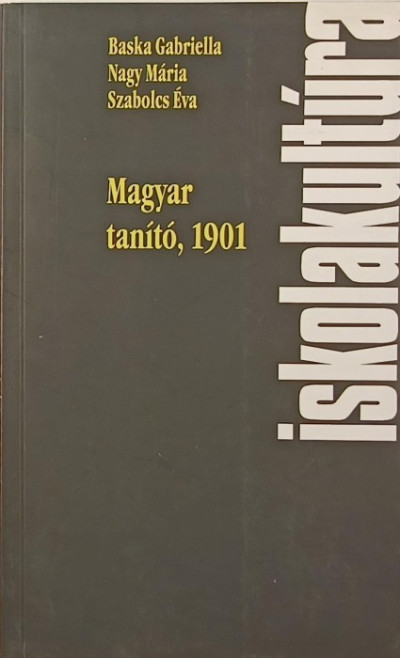 Baska Gabriella
Nagy Mária
Szabolcs Éva
Magyar
tanító, 1901
iskolakultúra